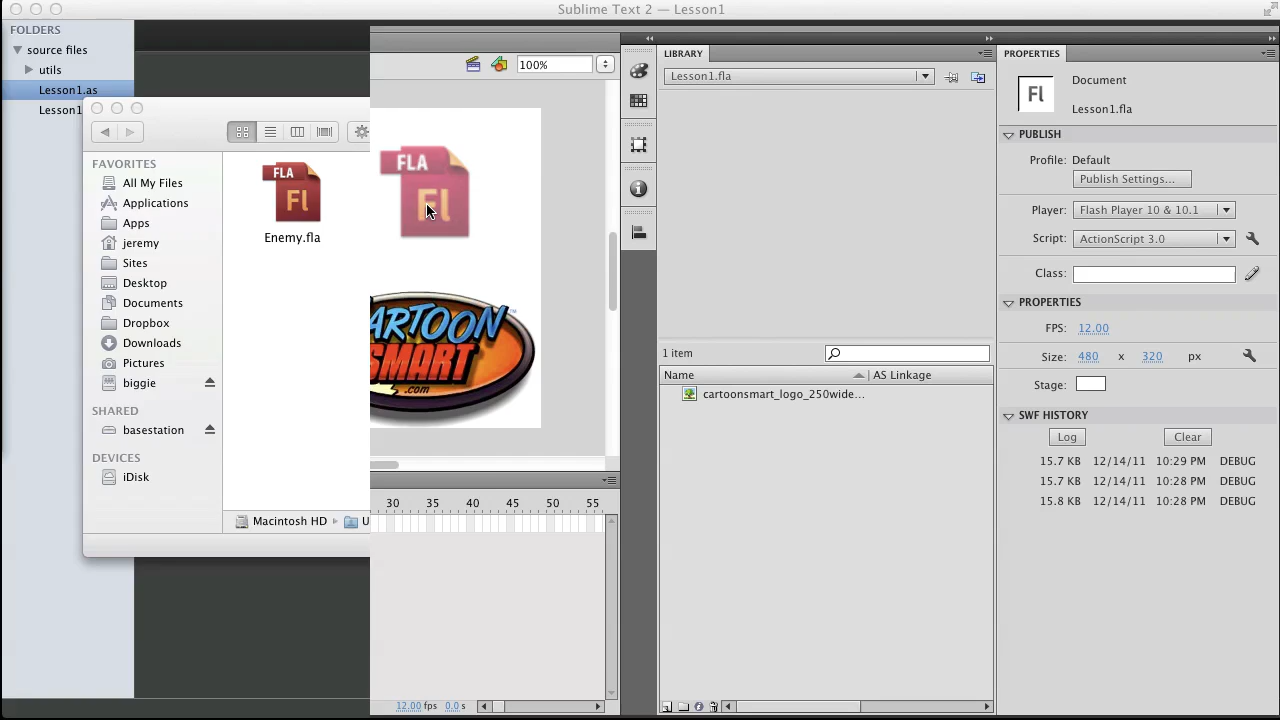 Sublime Text 2 — Lesson1
FOLDERS
source files
utils
Lesson1.as
Lesson1
FAVORITES
All My Files
Applications
Apps
jeremy
Sites
Desktop
Documents
Dropbox
Downloads
Pictures
biggie
SHARED
basestation
DEVICES
iDisk
FLA
Fl
Enemy.fla
Macintosh HD
U
100%
FLA
Fl
CARTOON
SMART
.com
™
30 35 40 45 50 55
12.00 fps 0.0 s
LIBRARY
Lesson1.fla
1 item
Name AS Linkage
cartoonsmart_logo_250wide...
PROPERTIES
Fl
Document
Lesson1.fla
PUBLISH
Profile: Default
Publish Settings...
Player: Flash Player 10 & 10.1
Script: ActionScript 3.0
Class:
PROPERTIES
FPS: 12.00
Size: 480 x 320 px
Stage:
SWF HISTORY
Log Clear
15.7 KB 12/14/11 10:29 PM DEBUG
15.7 KB 12/14/11 10:28 PM DEBUG
15.8 KB 12/14/11 10:28 PM DEBUG